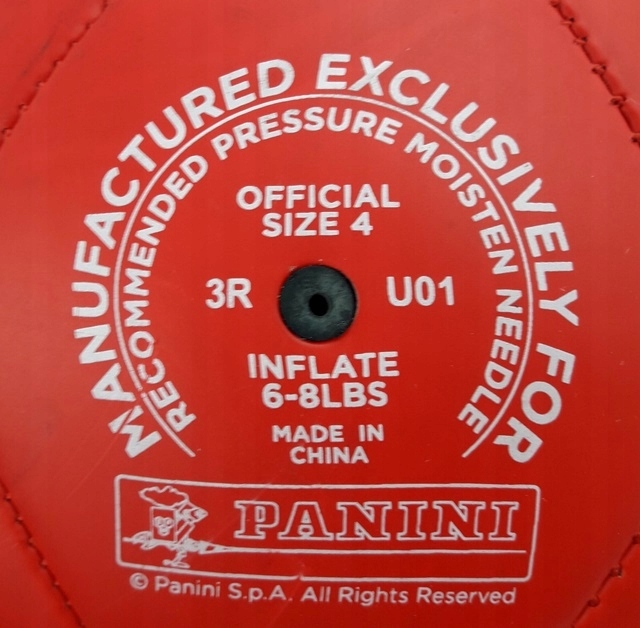 MANUFACTURED EXCLUSIVELY FOR
RECOMMENDED PRESSURE MOISTEN NEEDLE
OFFICIAL
SIZE 4
3R U01
INFLATE
6-8LBS
MADE IN
CHINA
PANINI
© Panini S.p.A. All Rights Reserved